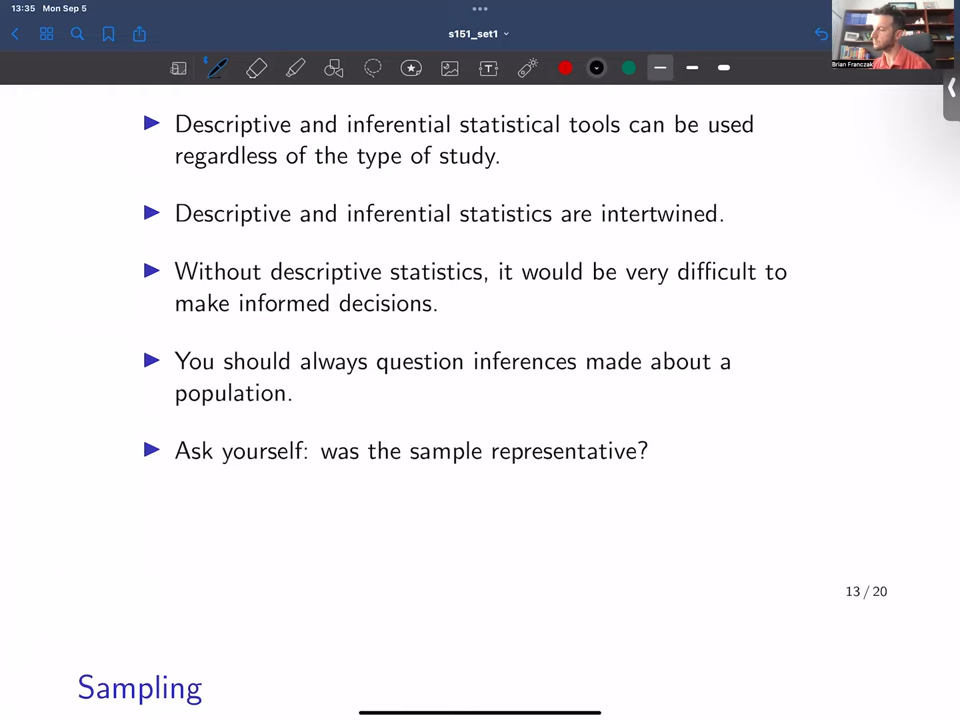 13:35 Mon Sep 5
s151_set1
Brian Franczak
Descriptive and inferential statistical tools can be used
regardless of the type of study.
Descriptive and inferential statistics are intertwined.
Without descriptive statistics, it would be very difficult to
make informed decisions.
You should always question inferences made about a
population.
Ask yourself: was the sample representative?
13 / 20
Sampling